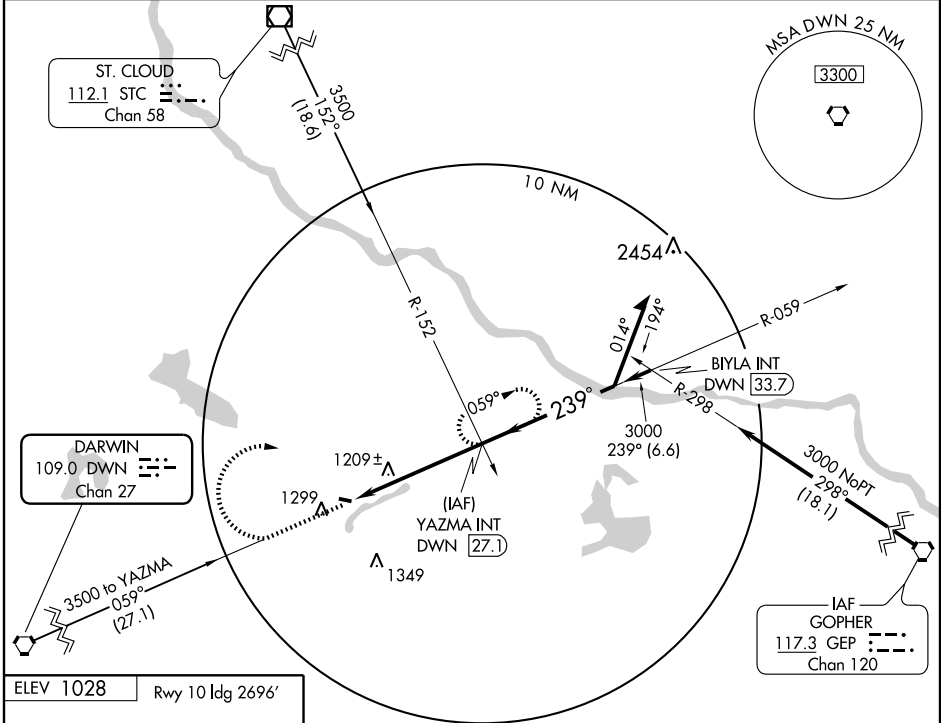 ST. CLOUD
112.1 STC
Chan 58
3500
152°
(18.6)
MSA DWN 25 NM
3300
10 NM
2454
R-152
014°
194°
R-059
BIYLA INT
DWN 33.7
R-298
059°
239°
3000
239° (6.6)
3000 NoPT
298°
(18.1)
DARWIN
109.0 DWN
Chan 27
1209±
1299
(IAF)
YAZMA INT
DWN 27.1
1349
3500 to YAZMA
059°
(27.1)
IAF
GOPHER
117.3 GEP
Chan 120
ELEV 1028
Rwy 10 ldg 2696'